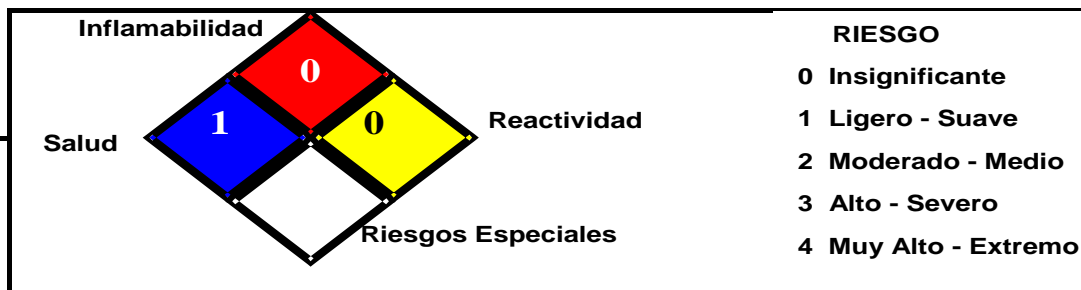 Inflamabilidad
0
1
0
Salud
Reactividad
Riesgos Especiales
RIESGO
0 Insignificante
1 Ligero - Suave
2 Moderado - Medio
3 Alto - Severo
4 Muy Alto - Extremo